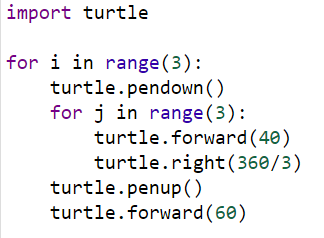 import turtle

for i in range(3):
    turtle.pendown()
    for j in range(3):
        turtle.forward(40)
        turtle.right(360/3)
    turtle.penup()
    turtle.forward(60)